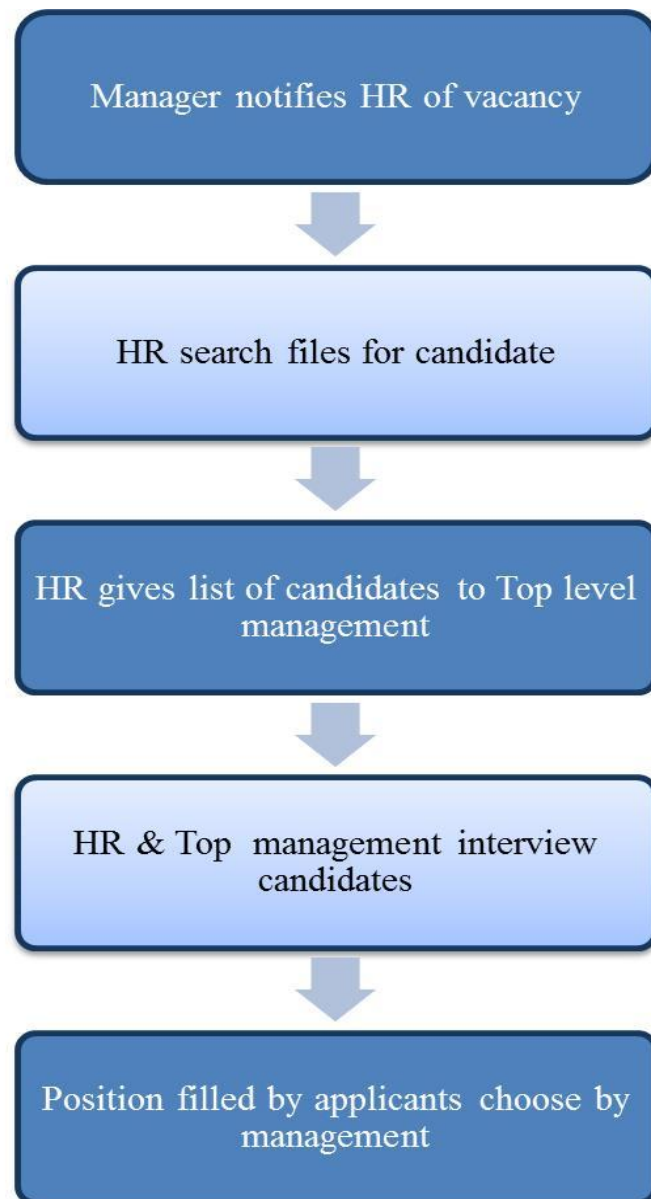 Manager notifies HR of vacancy
HR search files for candidate
HR gives list of candidates to Top level
management
HR & Top management interview
candidates
Position filled by applicants choose by
management